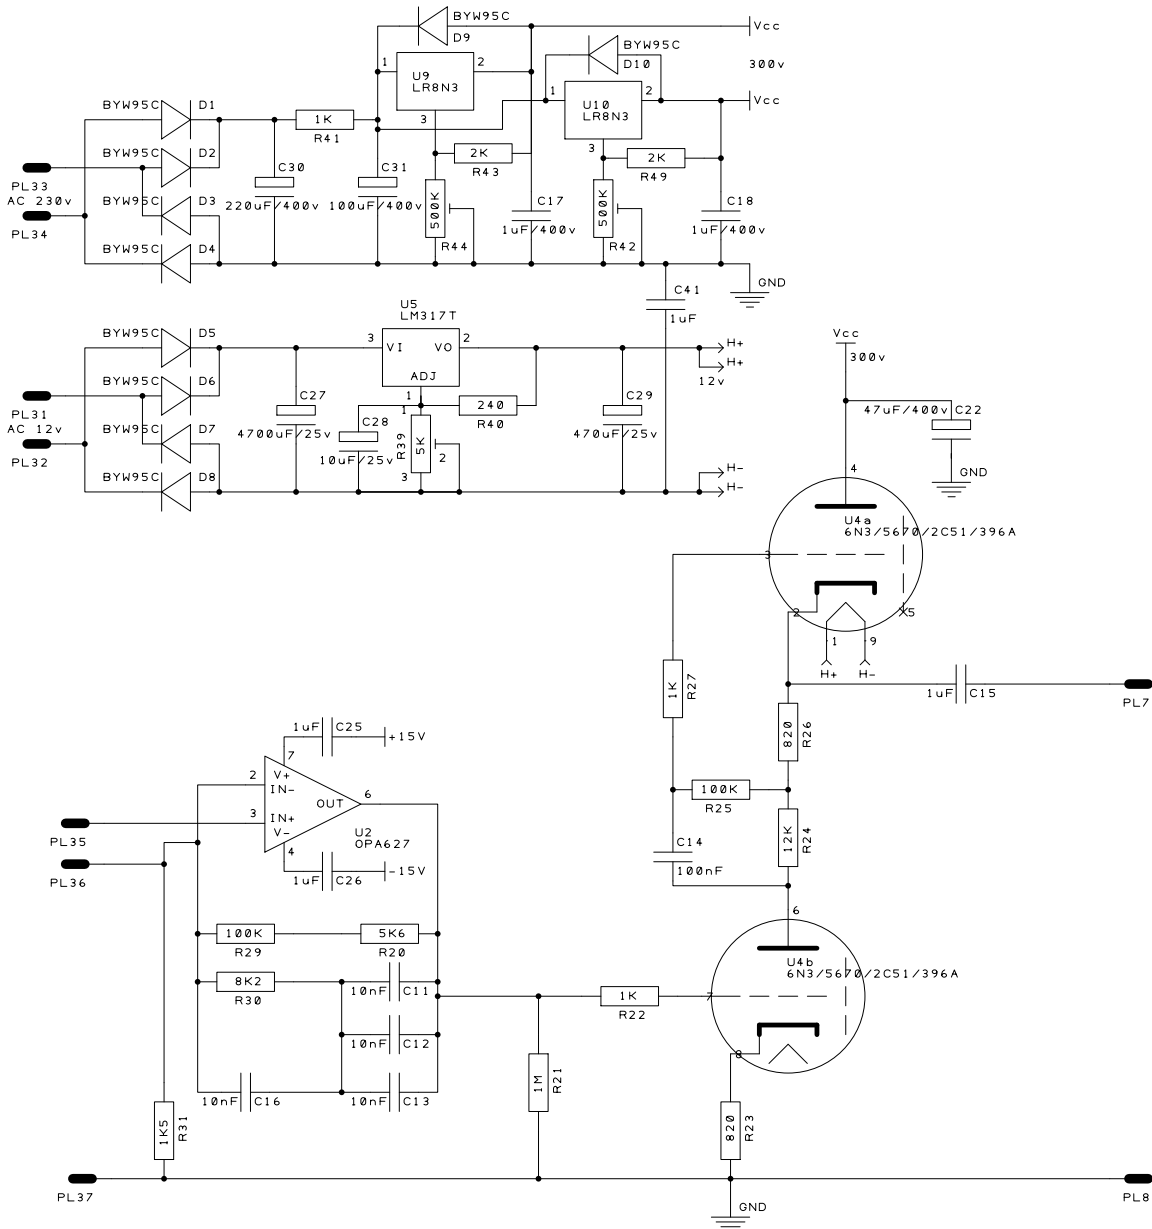 BYW95C
D9
Vcc
300v
BYW95C
D10
Vcc
1
U9
LR8N3
2
3
1
U10
LR8N3
2
3
BYW95C
D1
BYW95C
D2
BYW95C
D3
BYW95C
D4
PL33
AC 230v
PL34
1K
R41
C30
220uF/400v
C31
100uF/400v
2K
R43
500K
R44
C17
1uF/400v
2K
R49
500K
R42
C18
1uF/400v
GND
C41
1uF
U5
LM317T
3
VI
VO
2
ADJ
1
BYW95C
D5
BYW95C
D6
BYW95C
D7
BYW95C
D8
PL31
AC 12v
PL32
C27
4700uF/25v
C28
10uF/25v
1
R39
5K
2
3
240
R40
C29
470uF/25v
H+
H+
12v
H-
H-
Vcc
300v
47uF/400v
C22
GND
4
U4a
6N3/5670/2C51/396A
3
2
X5
1
9
H+
H-
1K
R27
820
R26
1uF
C15
PL7
100K
R25
12K
R24
C14
100nF
1uF
C25
+15V
7
2
V+
IN-
OUT
6
3
IN+
V-
U2
OPA627
4
1uF
C26
-15V
PL35
PL36
100K
R29
5K6
R20
8K2
R30
10nF
C11
10nF
C12
10nF
C16
10nF
C13
1K5
R31
1M
R21
1K
R22
6
U4b
6N3/5670/2C51/396A
7
8
820
R23
PL37
GND
PL8